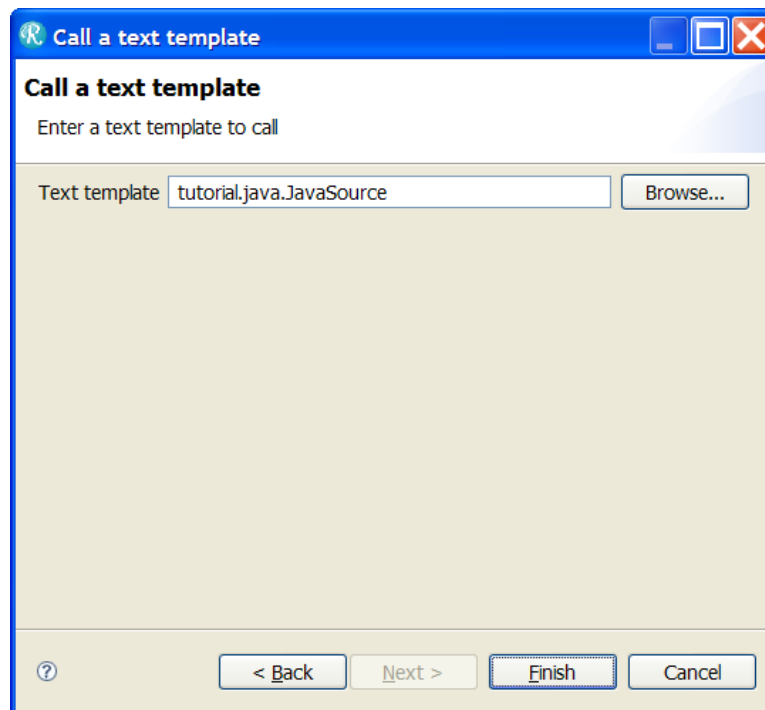 Call a text template
Call a text template
Enter a text template to call
Text template tutorial.java.JavaSource Browse...
? < Back Next > Finish Cancel